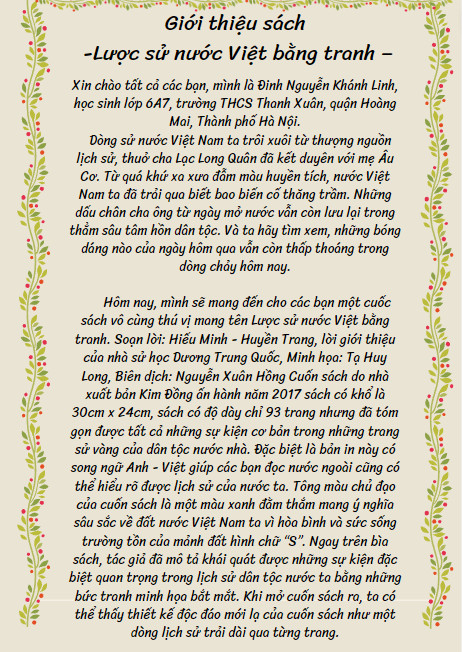 Giới thiệu sách
-Lược sử nước Việt bằng tranh –
Xin chào tất cả các bạn, mình là Đinh Nguyễn Khánh Linh,
học sinh lớp 6A7, trường THCS Thanh Xuân, quận Hoàng
Mai, Thành phố Hà Nội.
Dòng sử nước Việt Nam ta trôi xuôi từ thượng nguồn
lịch sử, thuở cha Lạc Long Quân đã kết duyên với mẹ Âu
Cơ. Từ quá khứ xa xưa đẫm màu huyền tích, nước Việt
Nam ta đã trải qua biết bao biến cố thăng trầm. Những
dấu chân cha ông từ ngày mở nước vẫn còn lưu lại trong
thẳm sâu tâm hồn dân tộc. Và ta hãy tìm xem, những bóng
dáng nào của ngày hôm qua vẫn còn thấp thoáng trong
dòng chảy hôm nay.
Hôm nay, mình sẽ mang đến cho các bạn một cuốc
sách vô cùng thú vị mang tên Lược sử nước Việt bằng
tranh. Soạn lời: Hiếu Minh - Huyền Trang, lời giới thiệu
của nhà sử học Dương Trung Quốc, Minh họa: Tạ Huy
Long, Biên dịch: Nguyễn Xuân Hồng Cuốn sách do nhà
xuất bản Kim Đồng ấn hành năm 2017 sách có khổ là
30cm x 24cm, sách có độ dày chỉ 93 trang nhưng đã tóm
gọn được tất cả những sự kiện cơ bản trong những trang
sử vàng của dân tộc nước nhà. Đặc biệt là bản in này có
song ngữ Anh - Việt giúp các bạn đọc nước ngoài cũng có
thể hiểu rõ được lịch sử của nước ta. Tông màu chủ đạo
của cuốn sách là một màu xanh đằm thắm mang ý nghĩa
sâu sắc về đất nước Việt Nam ta vì hòa bình và sức sống
trường tồn của mảnh đất hình chữ “S”. Ngay trên bìa
sách, tác giả đã mô tả khái quát được những sự kiện đặc
biệt quan trọng trong lịch sử dân tộc nước ta bằng những
bức tranh minh họa bắt mắt. Khi mở cuốn sách ra, ta có
thể thấy thiết kế độc đáo mới lạ của cuốn sách như một
dòng lịch sử trải dài qua từng trang.